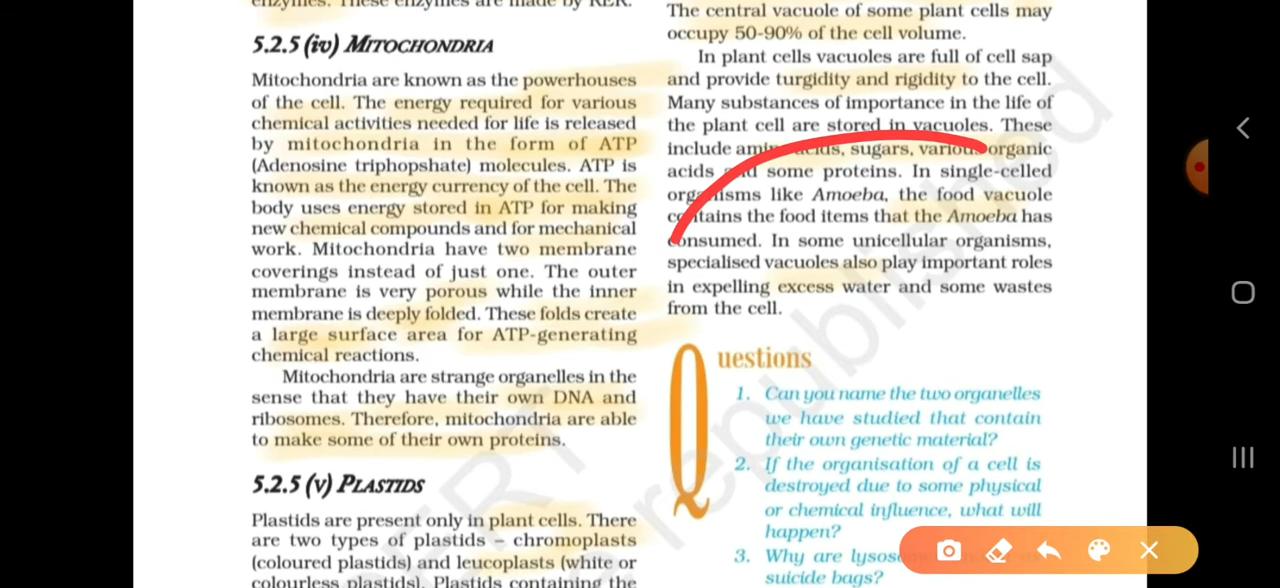 enzymes. These enzymes are made by RER.
5.2.5 (iv) MITOCHONDRIA
Mitochondria are known as the powerhouses
of the cell. The energy required for various
chemical activities needed for life is released
by mitochondria in the form of ATP
(Adenosine triphopshate) molecules. ATP is
known as the energy currency of the cell. The
body uses energy stored in ATP for making
new chemical compounds and for mechanical
work. Mitochondria have two membrane
coverings instead of just one. The outer
membrane is very porous while the inner
membrane is deeply folded. These folds create
a large surface area for ATP-generating
chemical reactions.
Mitochondria are strange organelles in the
sense that they have their own DNA and
ribosomes. Therefore, mitochondria are able
to make some of their own proteins.
5.2.5 (v) PLASTIDS
Plastids are present only in plant cells. There
are two types of plastids – chromoplasts
(coloured plastids) and leucoplasts (white or
colourless plastids). Plastids containing the
The central vacuole of some plant cells may
occupy 50-90% of the cell volume.
In plant cells vacuoles are full of cell sap
and provide turgidity and rigidity to the cell.
Many substances of importance in the life of
the plant cell are stored in vacuoles. These
include amino acids, sugars, various organic
acids and some proteins. In single-celled
organisms like Amoeba, the food vacuole
contains the food items that the Amoeba has
consumed. In some unicellular organisms,
specialised vacuoles also play important roles
in expelling excess water and some wastes
from the cell.
Questions
1. Can you name the two organelles
we have studied that contain
their own genetic material?
2. If the organisation of a cell is
destroyed due to some physical
or chemical influence, what will
happen?
3. Why are
suicide bags?
republished